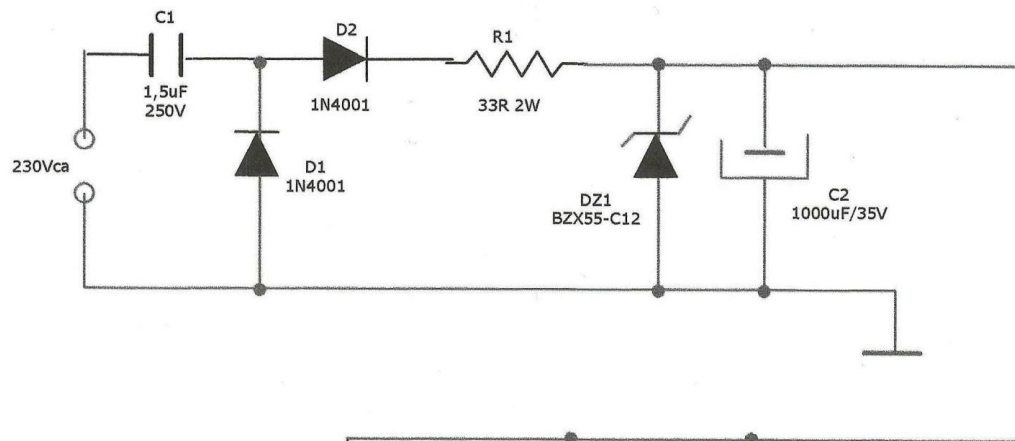 C1
1,5uF
250V
D2
1N4001
R1
33R 2W
230Vca
D1
1N4001
DZ1
BZX55-C12
C2
1000uF/35V